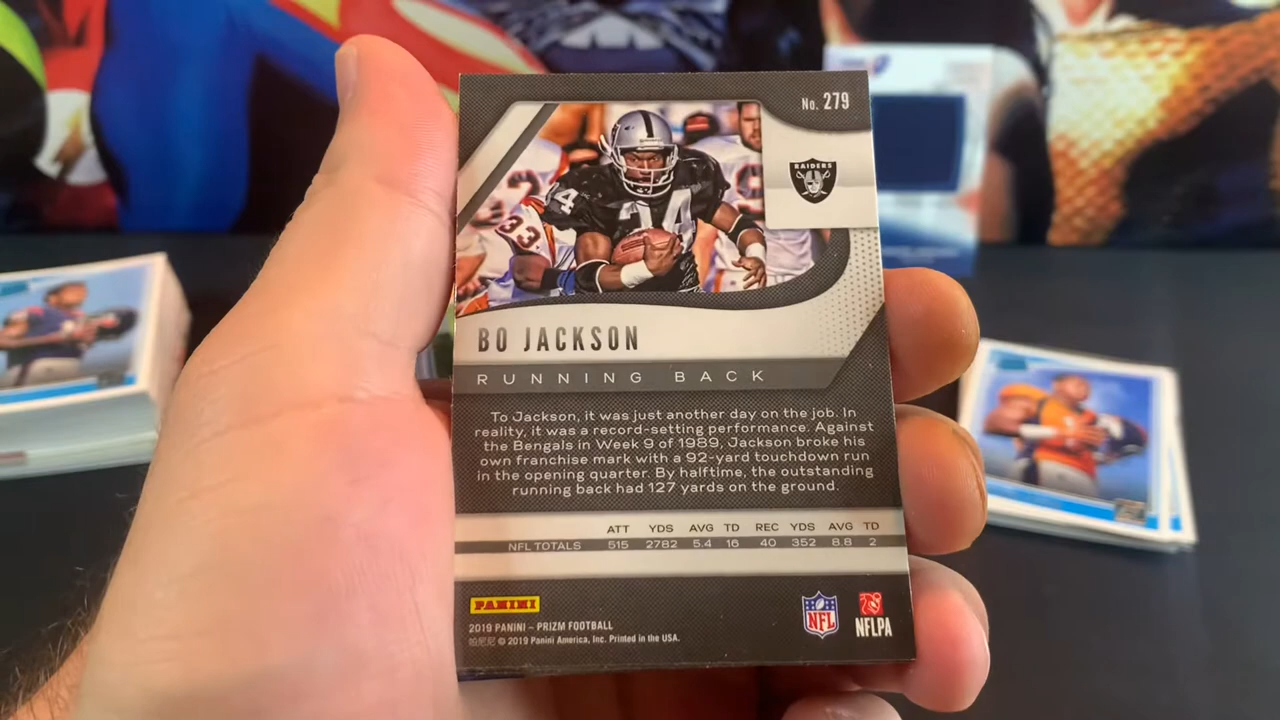 No. 279
RAIDERS
34
34
33
BO JACKSON
RUNNING BACK
To Jackson, it was just another day on the job. In
reality, it was a record-setting performance. Against
the Bengals in Week 9 of 1989, Jackson broke his
own franchise mark with a 92-yard touchdown run
in the opening quarter. By halftime, the outstanding
running back had 127 yards on the ground.
ATT YDS AVG TD REC YDS AVG TD
NFL TOTALS 515 2782 5.4 16 40 352 8.8 2
PANINI
2019 PANINI – PRIZM FOOTBALL
© 2019 Panini America, Inc. Printed in the USA.
NFL
NFLPA